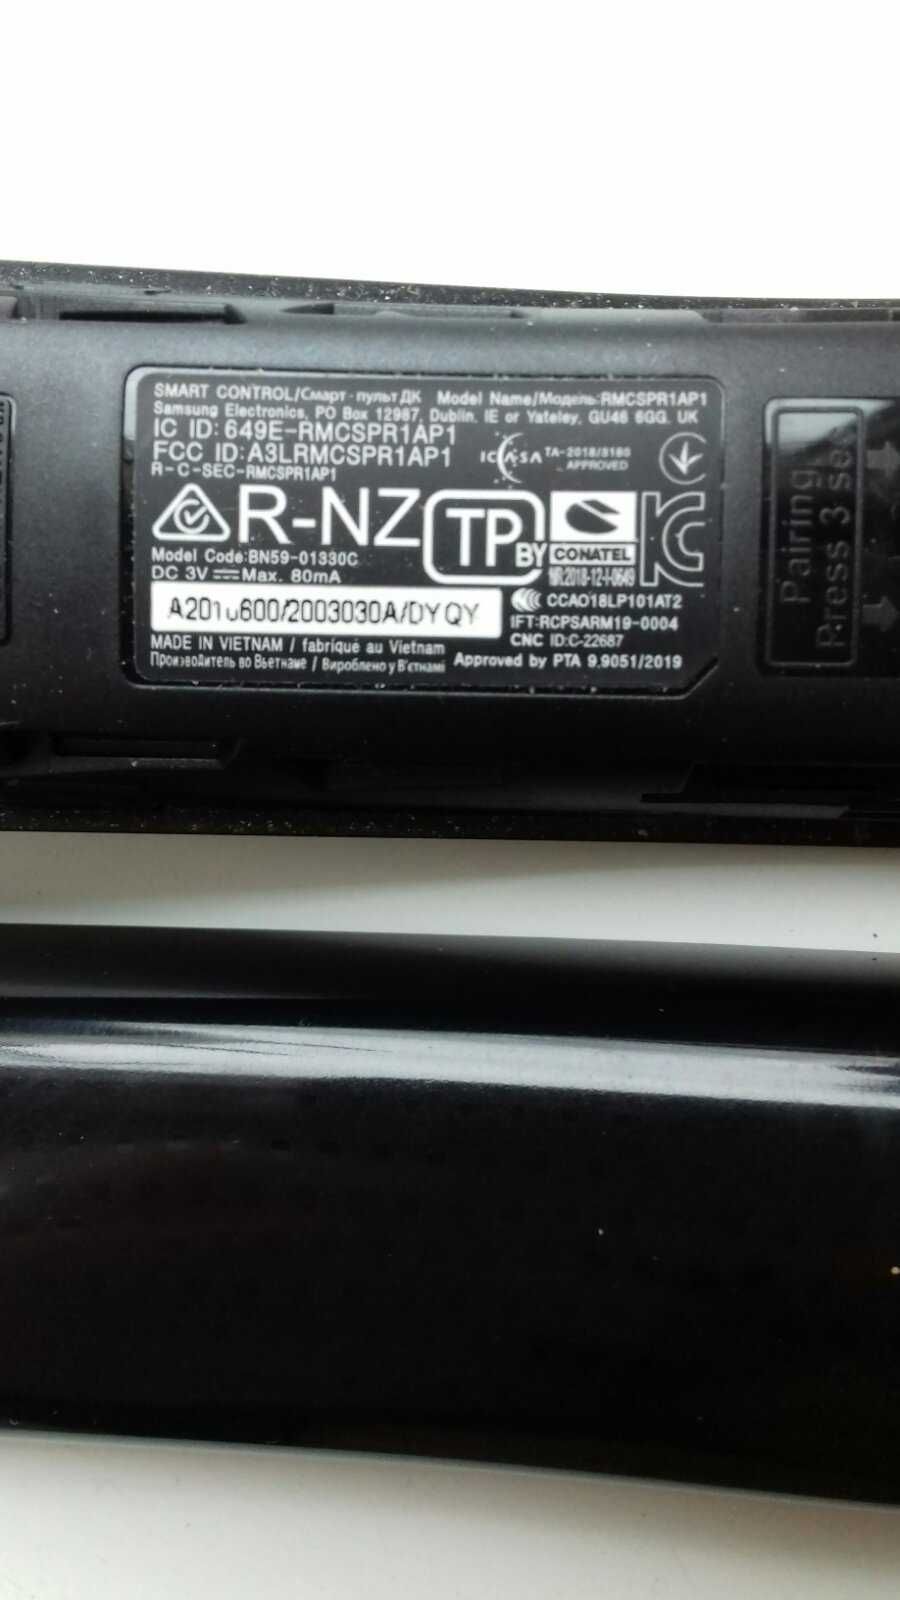 SMART CONTROL/Смарт - пульт ДК Model Name/Модель:RMCSPR1AP1
Samsung Electronics, PO Box 12987, Dublin. IE or Yateley, GU46 6GG. UK
IC ID: 649E-RMCSPR1AP1
FCC ID: A3LRMCSPR1AP1
R-C-SEC-RMCSPR1AP1
ICASA TA-2018/3180
APPROVED
R-NZ
TP BY
CONATEL
NR.2018-12-I-0649
Model Code:BN59-01330C
DC 3V Max. 80mA
/2003030A/DYQY
CCAO18LP101AT2
IFT:RCPSARM19-0004
CNC ID:C-22687
MADE IN VIETNAM / fabriqué au Vietnam
Произведитель во Вьетнаме / Вироблено у В'єтнамі Approved by PTA 9.9051/2019
Pairing
Press 3